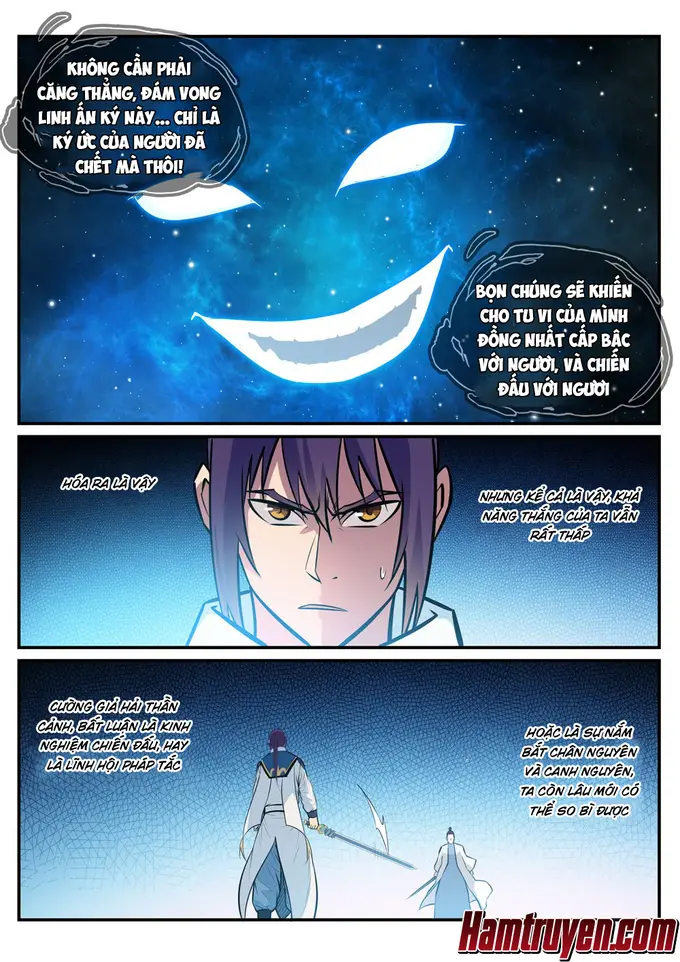 KHÔNG CẦN PHẢI
CĂNG THẲNG, ĐÁM VONG
LINH ẤN KÝ NÀY... CHỈ LÀ
KÝ ỨC CỦA NGƯỜI ĐÃ
CHẾT MÀ THÔI!
BỌN CHÚNG SẼ KHIẾN
CHO TU VI CỦA MÌNH
ĐỒNG NHẤT CẤP BẬC
VỚI NGƯƠI, VÀ CHIẾN
ĐẤU VỚI NGƯƠI
HÓA RA LÀ VẬY
NHƯNG KỂ CẢ LÀ VẬY, KHẢ
NĂNG THẮNG CỦA TA VẪN
RẤT THẤP
CƯỜNG GIẢ HẢI THẦN
CẢNH, BẤT LUẬN LÀ KINH
NGHIỆM CHIẾN ĐẤU, HAY
LÀ LĨNH HỘI PHÁP TẮC
HOẶC LÀ SỰ NẮM
BẮT CHÂN NGUYÊN
VÀ CANH NGUYÊN,
TA CÒN LÂU MỚI CÓ
THỂ SO BÌ ĐƯỢC
Hamtruyen.com